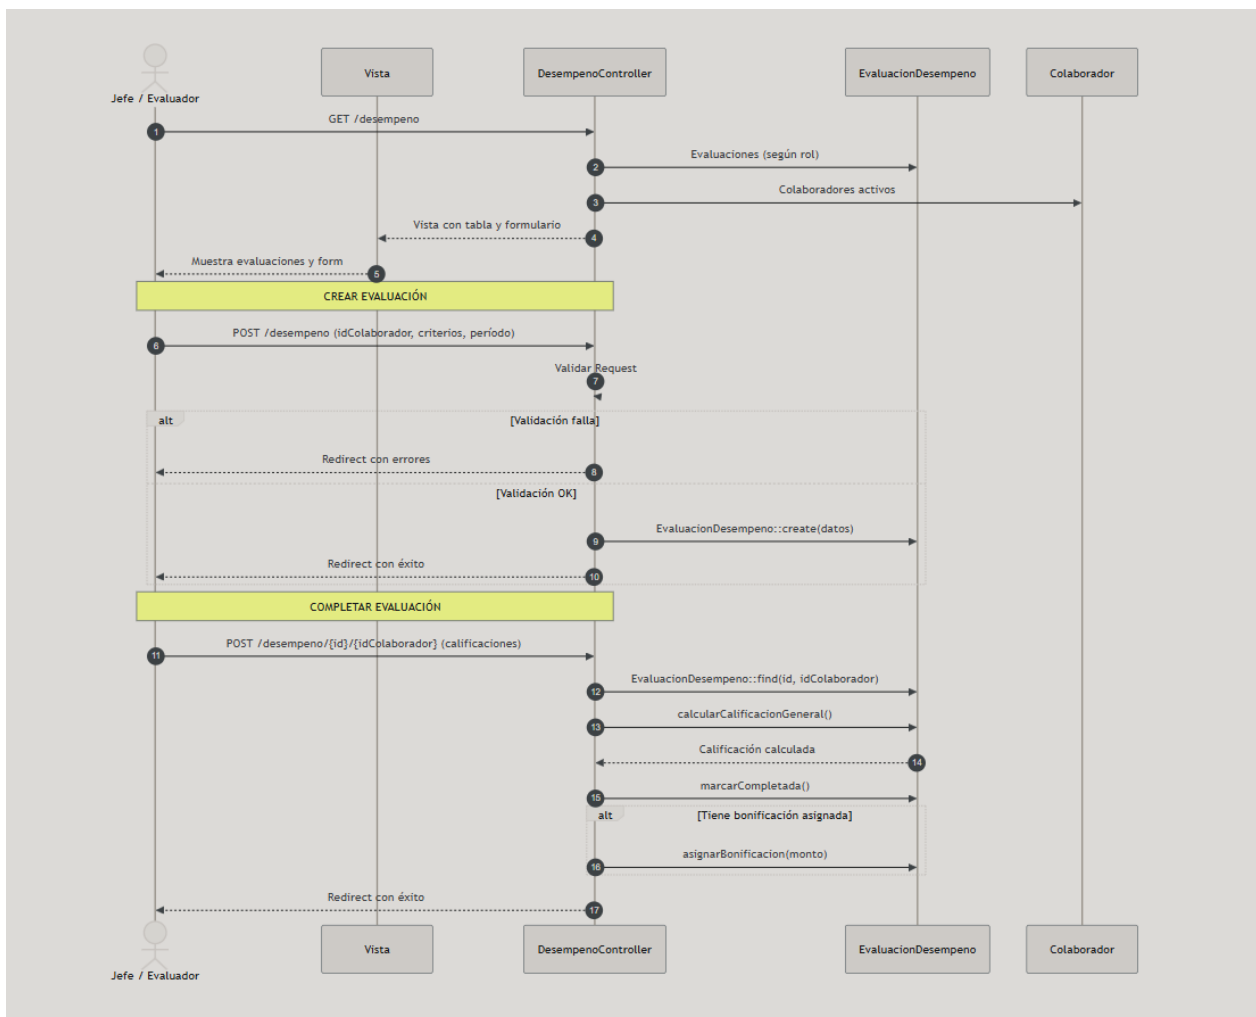 Jefe / Evaluador
Vista
DesempenoController
EvaluacionDesempeno
Colaborador
GET /desempeno
1
Evaluaciones (según rol)
2
Colaboradores activos
3
Vista con tabla y formulario
4
Muestra evaluaciones y form
5
CREAR EVALUACIÓN
POST /desempeno (idColaborador, criterios, período)
6
Validar Request
7
alt
[Validación falla]
Redirect con errores
8
[Validación OK]
EvaluacionDesempeno::create(datos)
9
Redirect con éxito
10
COMPLETAR EVALUACIÓN
POST /desempeno/{id}/{idColaborador} (calificaciones)
11
EvaluacionDesempeno::find(id, idColaborador)
12
calcularCalificacionGeneral()
13
Calificación calculada
14
marcarCompletada()
15
alt
[Tiene bonificación asignada]
asignarBonificacion(monto)
16
Redirect con éxito
17
Jefe / Evaluador
Vista
DesempenoController
EvaluacionDesempeno
Colaborador